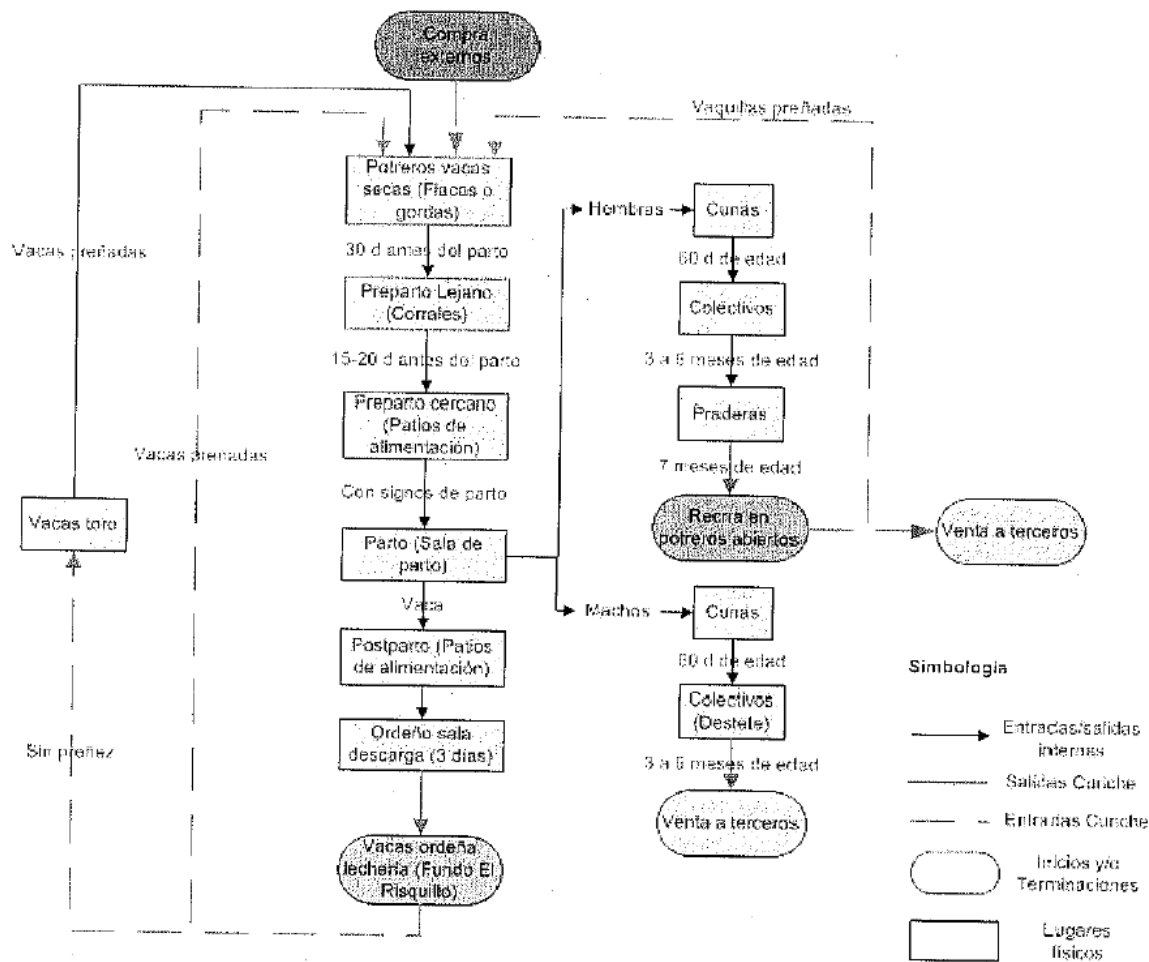 Compra
externos
Vaquillas preñadas
Potreros vacas
secas (Flacas o
gordas)
Hembras
Cunas
Vacas preñadas
30 d antes del parto
60 d de edad
Preparto Lejano
(Corrales)
Colectivos
15-20 d antes del parto
3 a 6 meses de edad
Preparto cercano
(Patios de
alimentación)
Praderas
Vacas preñadas
7 meses de edad
Con signos de parto
Vacas toro
Recria en
potreros abiertos
Venta a terceros
Parto (Sala de
parto)
Vaca
Machos
Cunas
Postparto (Patios
de alimentación)
60 d de edad
Colectivos
(Destete)
Ordeño sala
descarga (3 días)
Sin preñez
3 a 6 meses de edad
Venta a terceros
Vacas ordeña
lechería (Fundo El
Risquillo)
Simbología
Entradas/salidas
internas
Salidas Curiche
Entradas Curiche
Inicios y/o
Terminaciones
Lugares
físicos